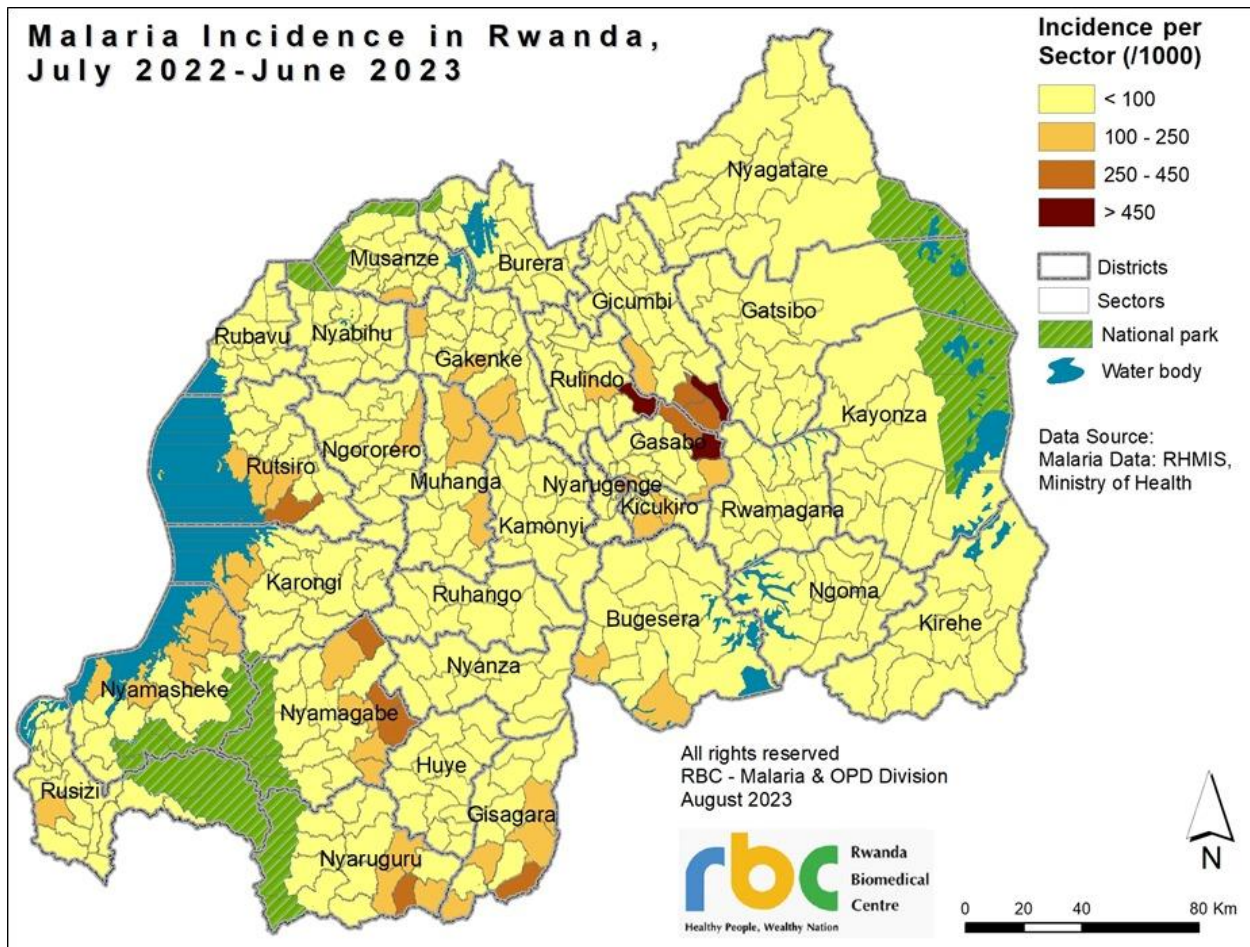 Malaria Incidence in Rwanda,
July 2022-June 2023
Incidence per
Sector (/1000)
< 100
100 - 250
250 - 450
> 450
Districts
Sectors
National park
Water body
Data Source:
Malaria Data: RHMIS,
Ministry of Health
Nyagatare
Musanze
Burera
Gicumbi
Gatsibo
Rubavu
Nyabihu
Gakenke
Rulindo
Kayonza
Gasabo
Rutsiro
Ngororero
Muhanga
Nyarugenge
Kicukiro
Rwamagana
Kamonyi
Karongi
Ruhango
Bugesera
Ngoma
Kirehe
Nyanza
Nyamasheke
Nyamagabe
Huye
Rusizi
Gisagara
Nyaruguru
All rights reserved
RBC - Malaria & OPD Division
August 2023
rbc
Rwanda
Biomedical
Centre
Healthy People, Wealthy Nation
N
0 20 40 80 Km